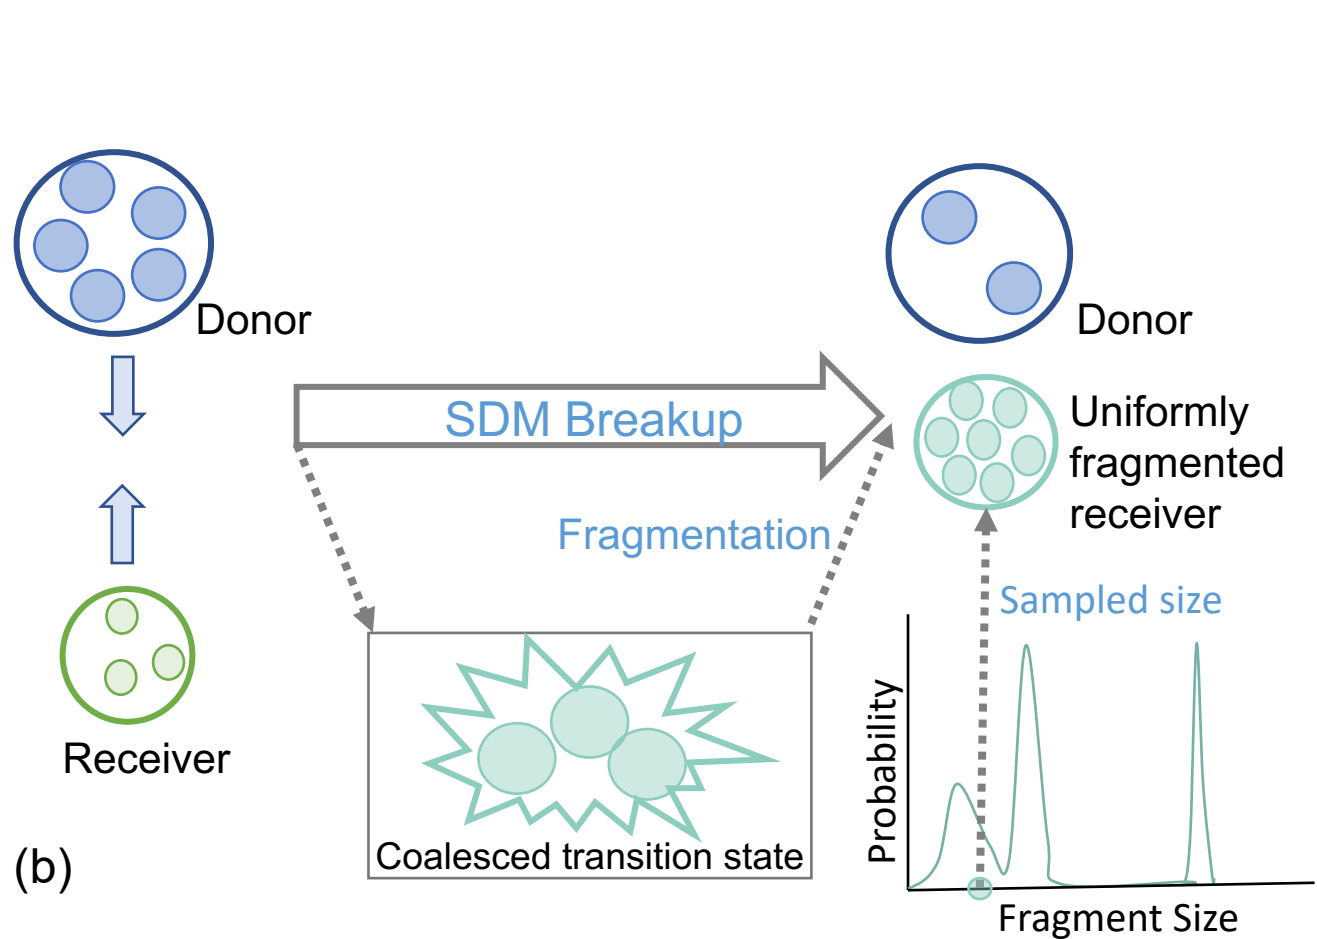 Donor
Donor
SDM Breakup
Uniformly
fragmented
receiver
Fragmentation
Sampled size
Receiver
Probability
Coalesced transition state
(b)
Fragment Size